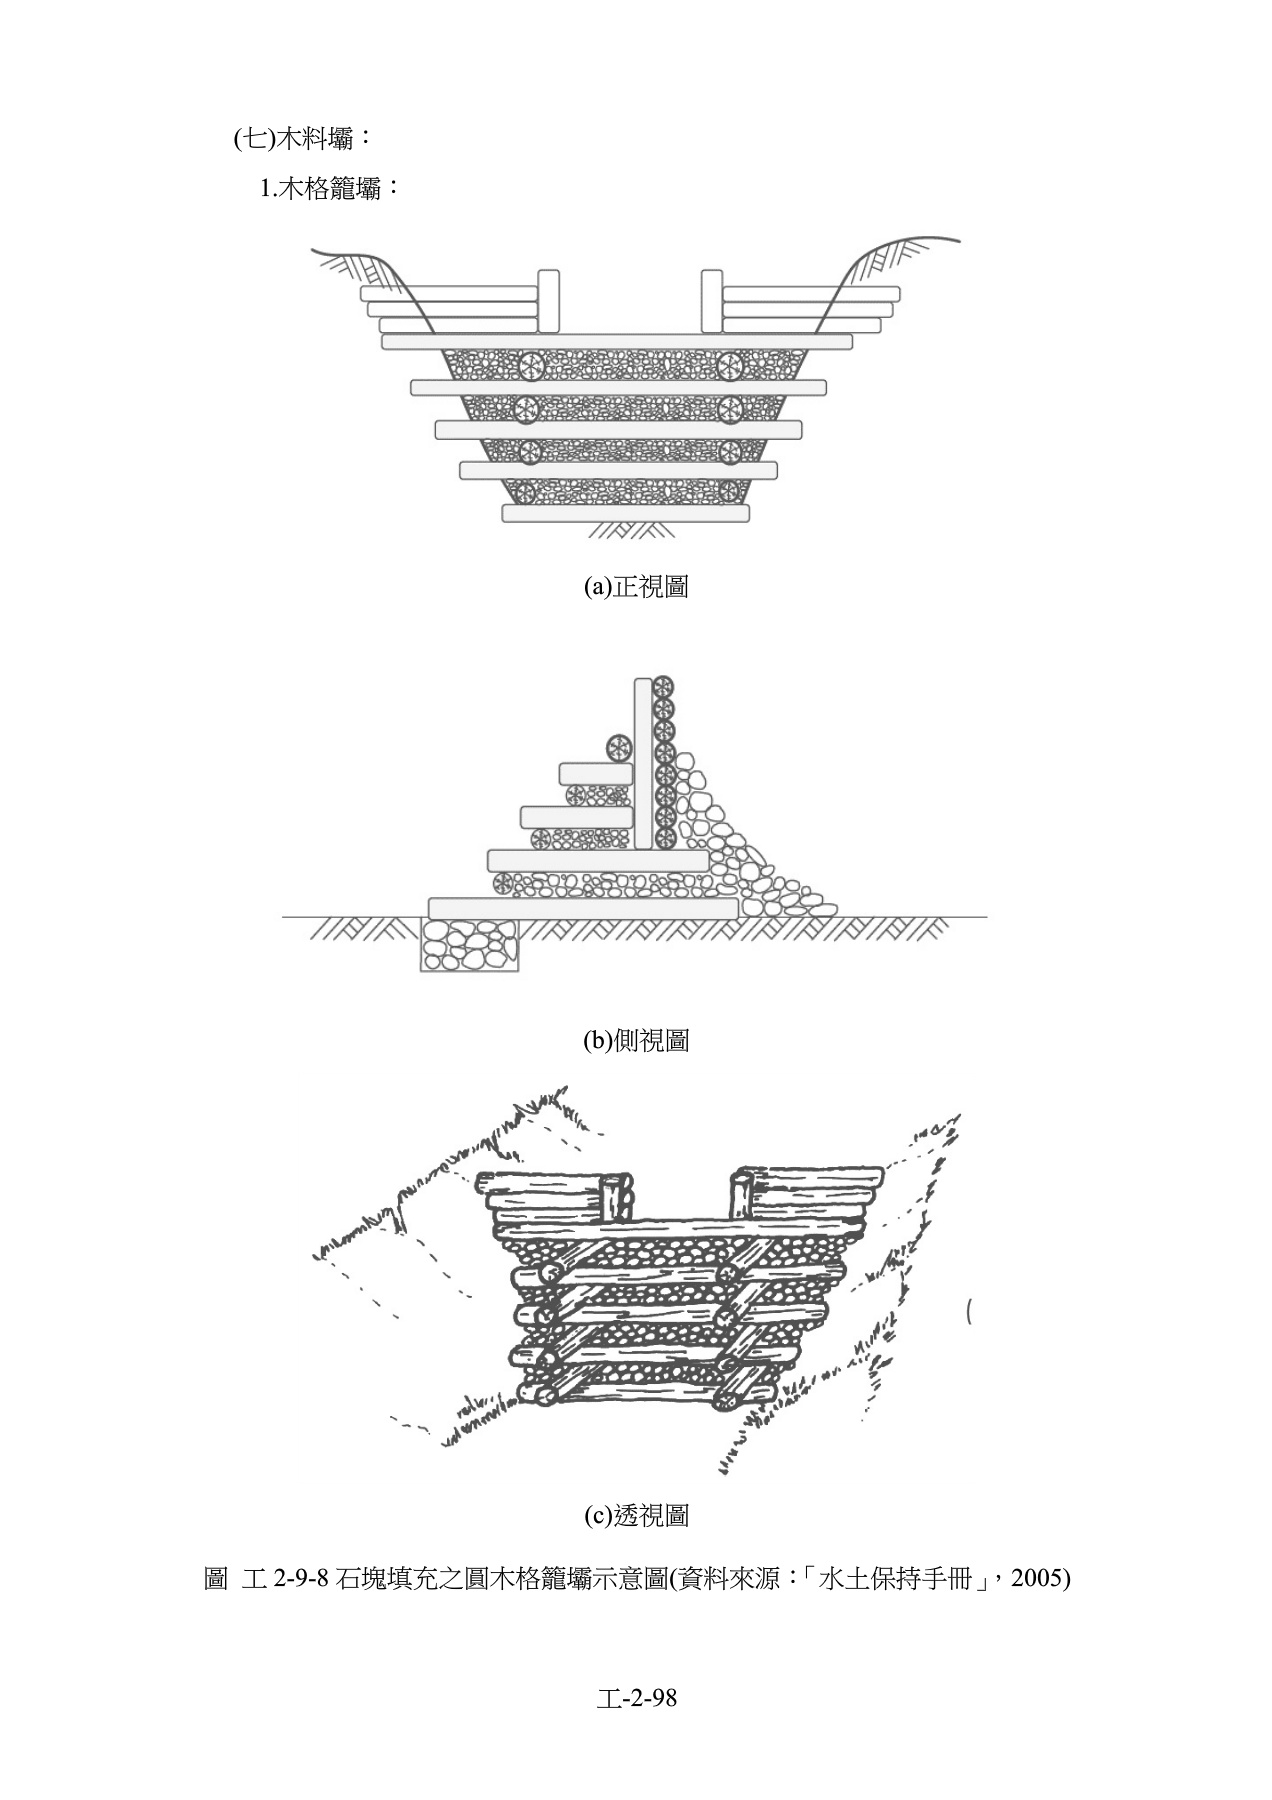 (七)木料壩：
1.木格籠壩：
(a)正視圖
(b)側視圖
(c)透視圖
圖 工 2-9-8 石塊填充之圓木格籠壩示意圖(資料來源：「水土保持手冊」，2005)
工-2-98